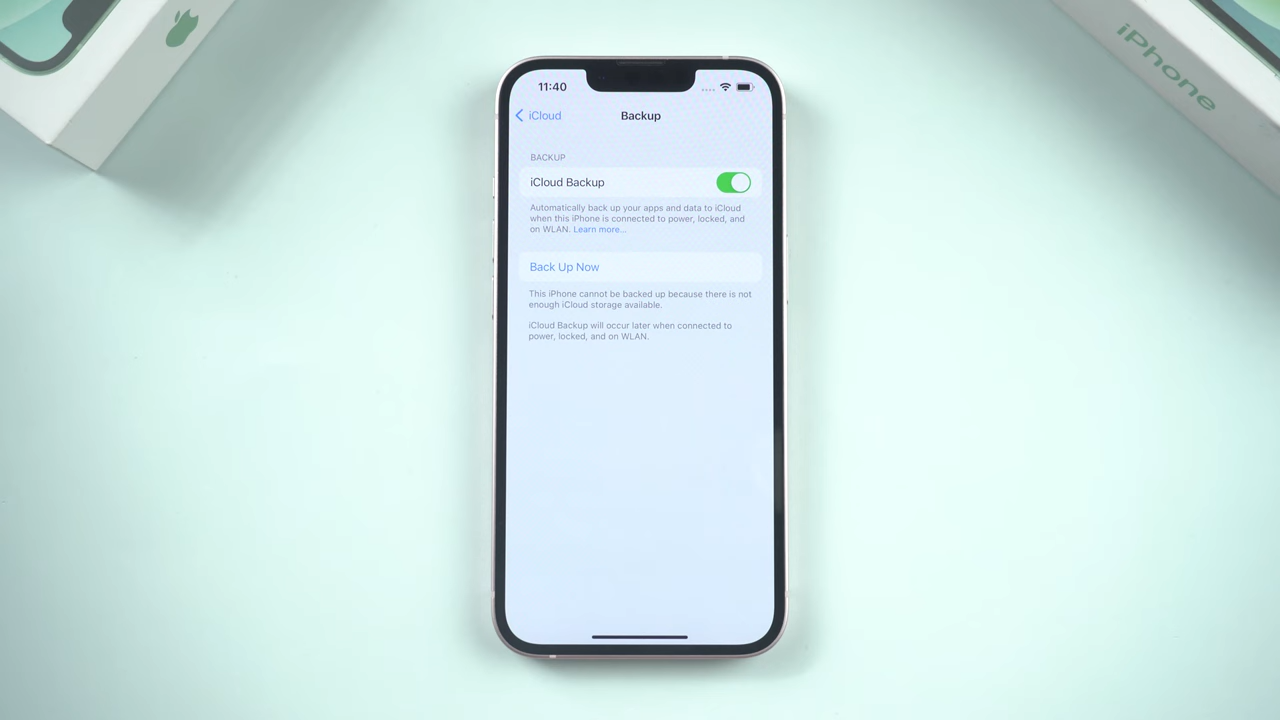 iPhone
11:40
iCloud
Backup
BACKUP
iCloud Backup
Automatically back up your apps and data to iCloud
when this iPhone is connected to power, locked, and
on WLAN. Learn more...
Back Up Now
This iPhone cannot be backed up because there is not
enough iCloud storage available.
iCloud Backup will occur later when connected to
power, locked, and on WLAN.